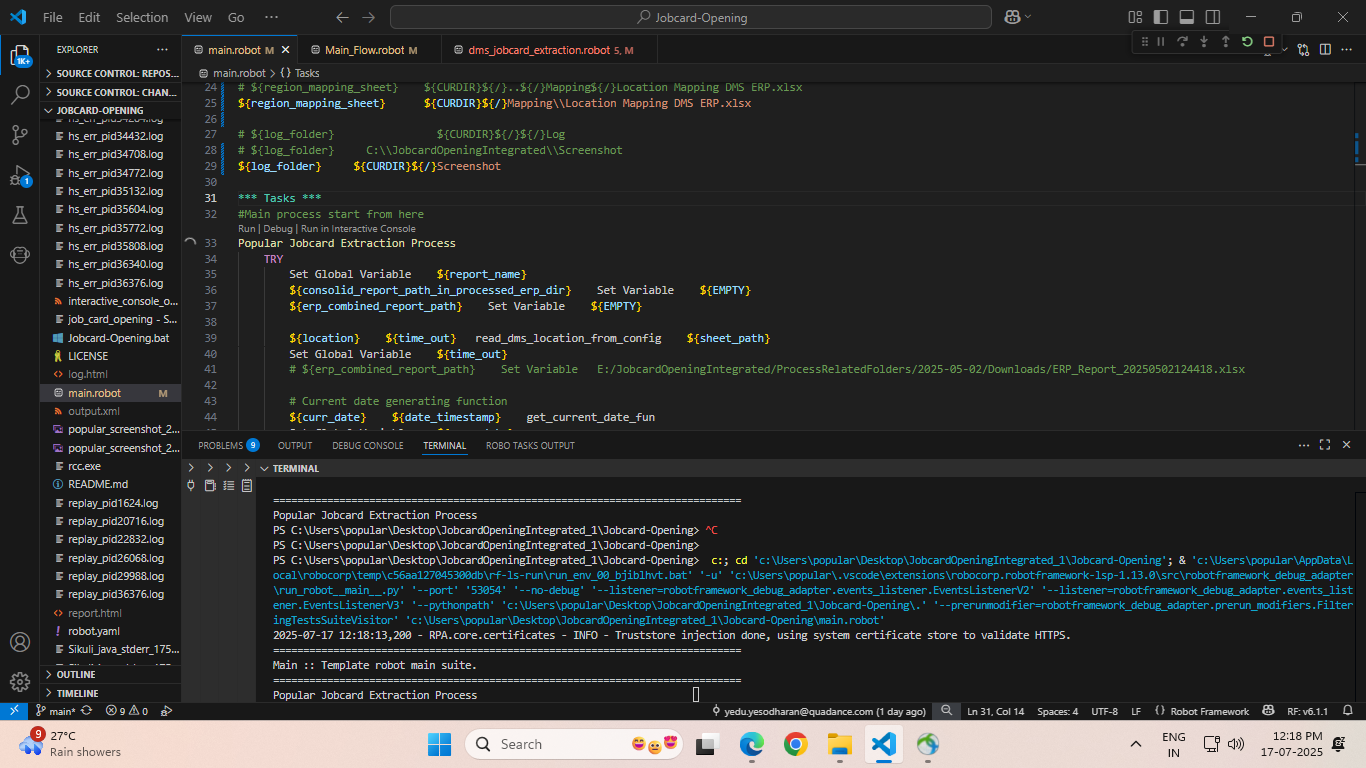 File Edit Selection View Go ··· Jobcard-Opening
EXPLORER ···
1K+
SOURCE CONTROL: REPOS...
SOURCE CONTROL: CHAN...
JOBCARD-OPENING
hs_err_pid34432.log
hs_err_pid34708.log
hs_err_pid34772.log
hs_err_pid35132.log
1
hs_err_pid35604.log
hs_err_pid35772.log
hs_err_pid35808.log
hs_err_pid36340.log
hs_err_pid36376.log
interactive_console_o...
job_card_opening - S...
Jobcard-Opening.bat
LICENSE
log.html
main.robot M
output.xml
popular_screenshot_2...
popular_screenshot_2...
rcc.exe
README.md
replay_pid1624.log
replay_pid20716.log
replay_pid22832.log
replay_pid26068.log
replay_pid29988.log
replay_pid36376.log
report.html
robot.yaml
Sikuli_java_stderr_175...
OUTLINE
TIMELINE
main.robot M Main_Flow.robot M dms_jobcard_extraction.robot 5, M
main.robot > {} Tasks
24 # ${region_mapping_sheet} ${CURDIR}${/}..${/}Mapping${/}Location Mapping DMS ERP.xlsx
25 ${region_mapping_sheet} ${CURDIR}${/}Mapping\\Location Mapping DMS ERP.xlsx
26
27 # ${log_folder} ${CURDIR}${/}${/}Log
28 # ${log_folder} C:\\JobcardOpeningIntegrated\\Screenshot
29 ${log_folder} ${CURDIR}${/}Screenshot
30
31 *** Tasks ***
32 #Main process start from here
Run | Debug | Run in Interactive Console
33 Popular Jobcard Extraction Process
34 TRY
35 Set Global Variable ${report_name}
36 ${consolid_report_path_in_processed_erp_dir} Set Variable ${EMPTY}
37 ${erp_combined_report_path} Set Variable ${EMPTY}
38
39 ${location} ${time_out} read_dms_location_from_config ${sheet_path}
40 Set Global Variable ${time_out}
41 # ${erp_combined_report_path} Set Variable E:/JobcardOpeningIntegrated/ProcessRelatedFolders/2025-05-02/Downloads/ERP_Report_20250502124418.xlsx
42
43 # Current date generating function
44 ${curr_date} ${date_timestamp} get_current_date_fun
PROBLEMS 9 OUTPUT DEBUG CONSOLE TERMINAL ROBO TASKS OUTPUT
TERMINAL
==============================================================================
Popular Jobcard Extraction Process
PS C:\Users\popular\Desktop\JobcardOpeningIntegrated_1\Jobcard-Opening> ^C
PS C:\Users\popular\Desktop\JobcardOpeningIntegrated_1\Jobcard-Opening>
PS C:\Users\popular\Desktop\JobcardOpeningIntegrated_1\Jobcard-Opening> c:; cd 'c:\Users\popular\Desktop\JobcardOpeningIntegrated_1\Jobcard-Opening'; & 'c:\Users\popular\AppData\L
ocal\robocorp\temp\c56aa127045300db\rf-ls-run\run_env_00_bjiblhvt.bat' '-u' 'c:\Users\popular\.vscode\extensions\robocorp.robotframework-lsp-1.13.0\src\robotframework_debug_adapter
\run_robot__main__.py' '--port' '53054' '--no-debug' '--listener=robotframework_debug_adapter.events_listener.EventsListenerV2' '--listener=robotframework_debug_adapter.events_list
ener.EventsListenerV3' '--pythonpath' 'c:\Users\popular\Desktop\JobcardOpeningIntegrated_1\Jobcard-Opening\.' '--prerunmodifier=robotframework_debug_adapter.prerun_modifiers.Filter
ingTestsSuiteVisitor' 'c:\Users\popular\Desktop\JobcardOpeningIntegrated_1\Jobcard-Opening\main.robot'
2025-07-17 12:18:13,200 - RPA.core.certificates - INFO - Truststore injection done, using system certificate store to validate HTTPS.
==============================================================================
Main :: Template robot main suite.
==============================================================================
Popular Jobcard Extraction Process
main* 9 0 yedu.yesodharan@quadance.com (1 day ago) Ln 31, Col 14 Spaces: 4 UTF-8 LF {} Robot Framework RF: v6.1.1
9 27°C
Rain showers
Search
ENG
IN
12:18 PM
17-07-2025